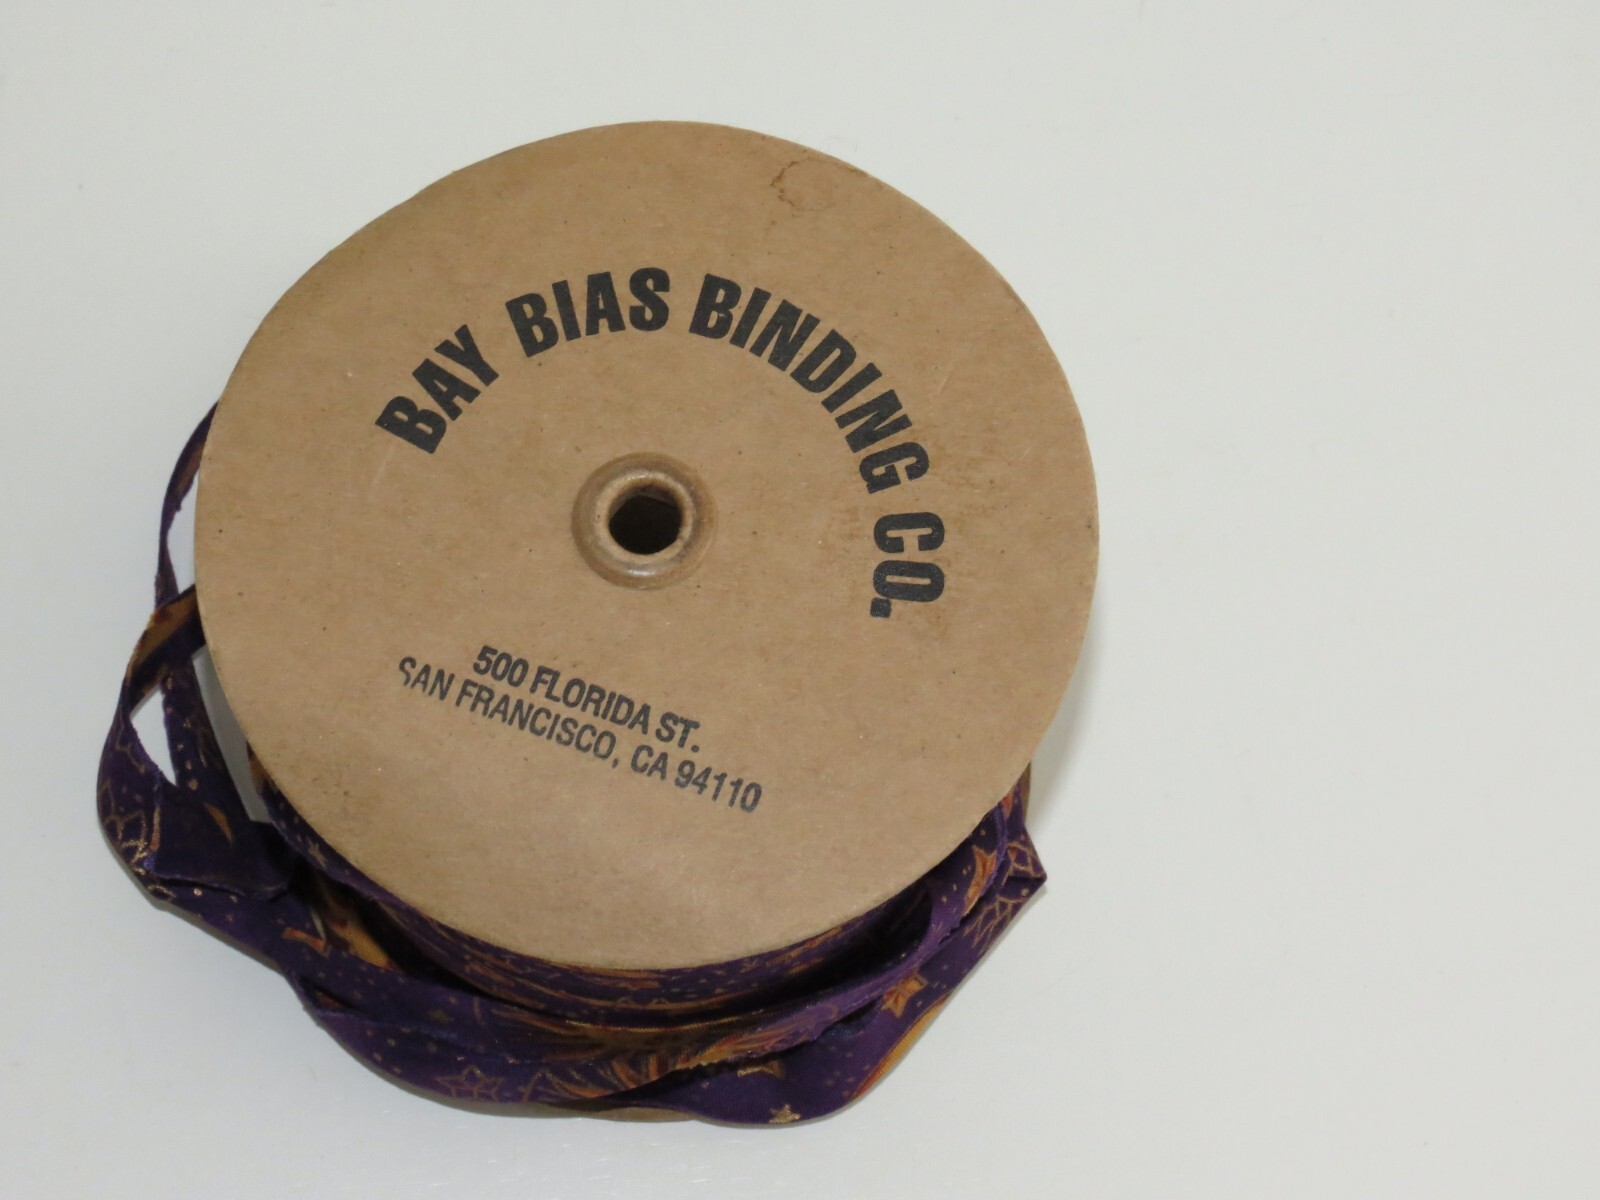 BAY BIAS BINDING CO.
500 FLORIDA ST.
SAN FRANCISCO, CA 94110